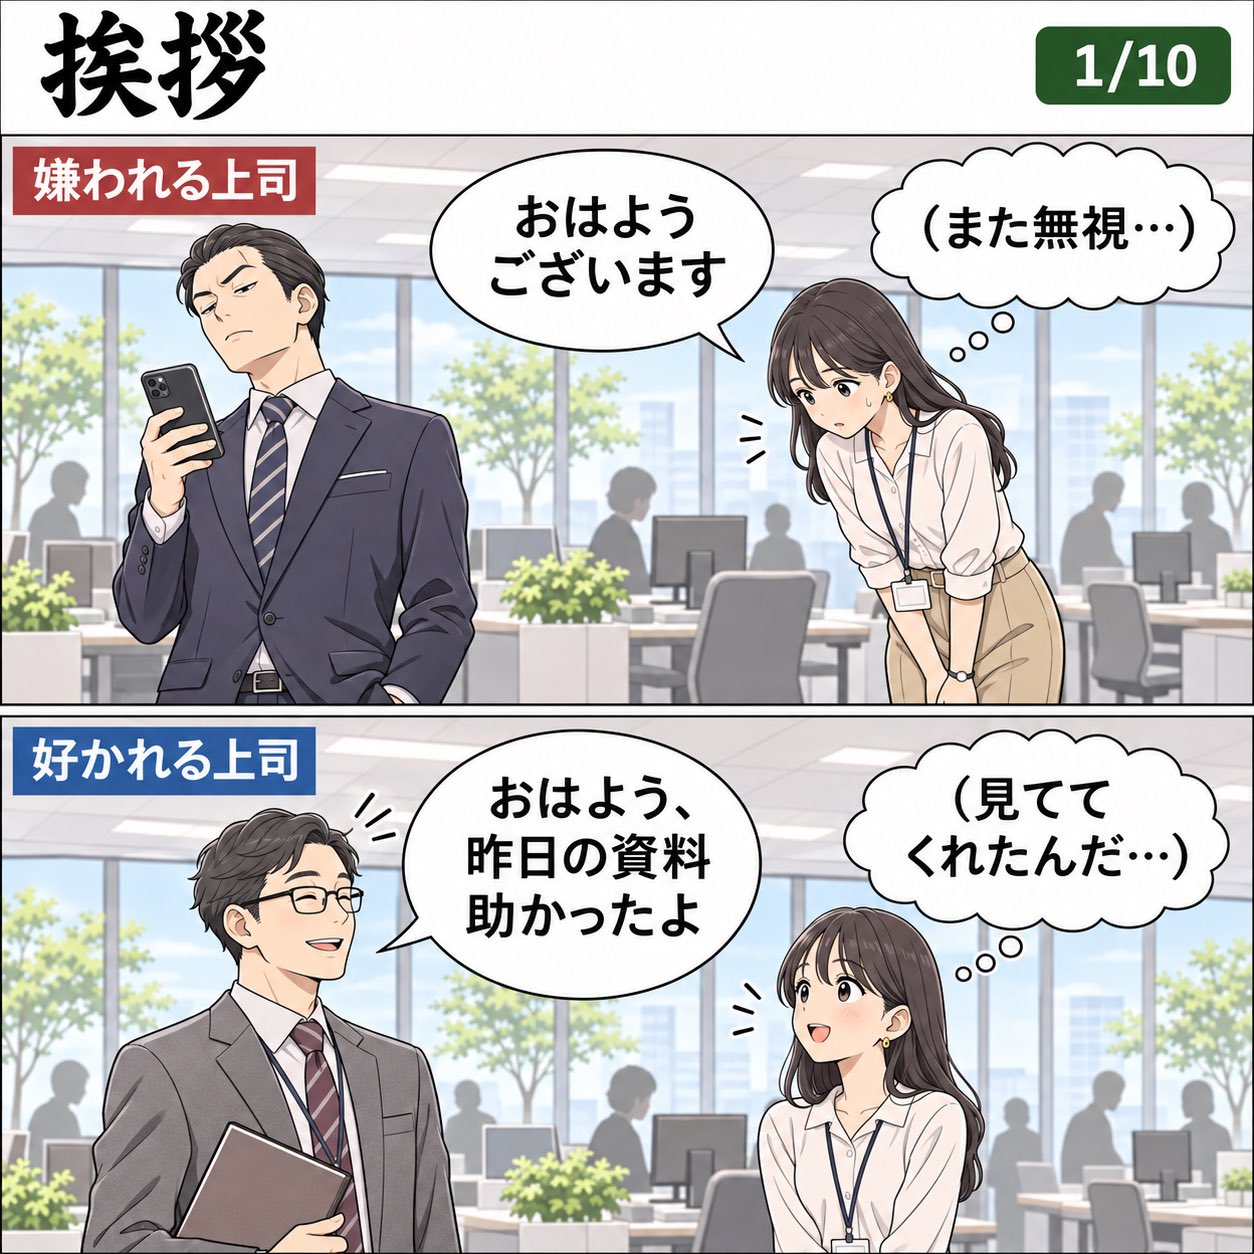 挨拶
1/10
嫌われる上司
おはよう
ございます
(また無視…)
好かれる上司
おはよう、
昨日の資料
助かったよ
(見てて
くれたんだ…)